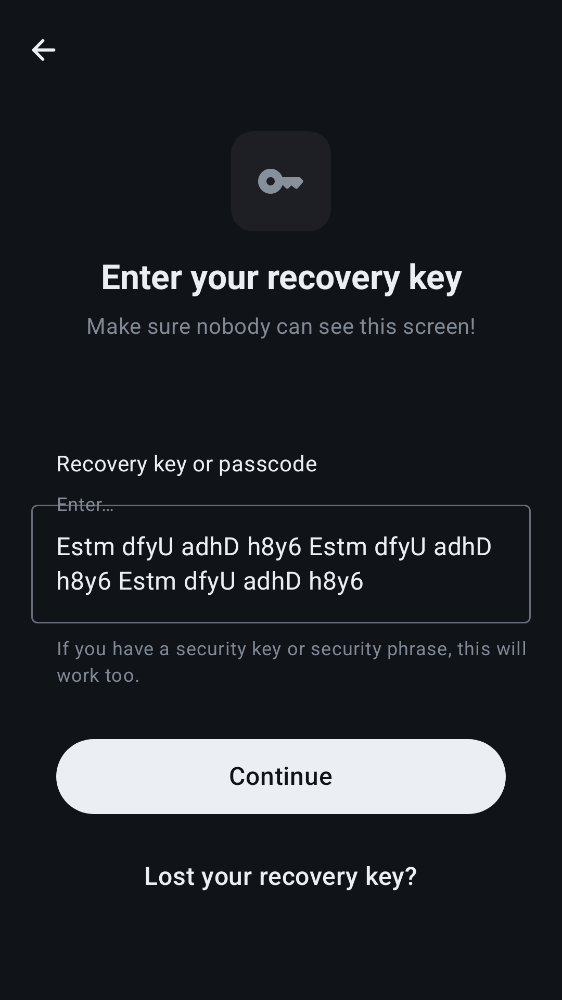 Enter your recovery key
Make sure nobody can see this screen!
Recovery key or passcode
Enter...
Estm dfyU adhD h8y6 Estm dfyU adhD
h8y6 Estm dfyU adhD h8y6
If you have a security key or security phrase, this will
work too.
Continue
Lost your recovery key?